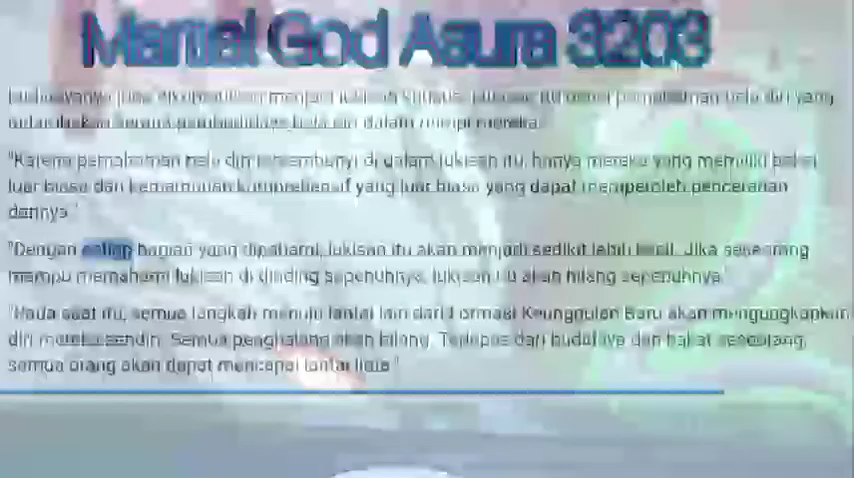 Martial God Asura 3203
menjadi lukisan
dalam mimpi mereka.
"Karena pemahaman bela diri tersembunyi di dalam lukisan itu, hanya mereka yang memiliki bakat
luar biasa dan kemampuan komprehensif yang luar biasa yang dapat memperoleh pencerahan
darinya."
"Dengan setiap bagian yang dipahami, lukisan itu akan menjadi sedikit lebih kecil. Jika seseorang
mampu memahami lukisan di dinding sepenuhnya, lukisan itu akan hilang sepenuhnya."
"Pada saat itu, semua langkah menuju lantai lain dari Formasi Keunggulan Baru akan mengungkapkan
diri mereka sendiri. Semua penghalang akan hilang. Terlepas dari budidaya dan bakat seseorang,
semua orang akan dapat mencapai lantai lima."